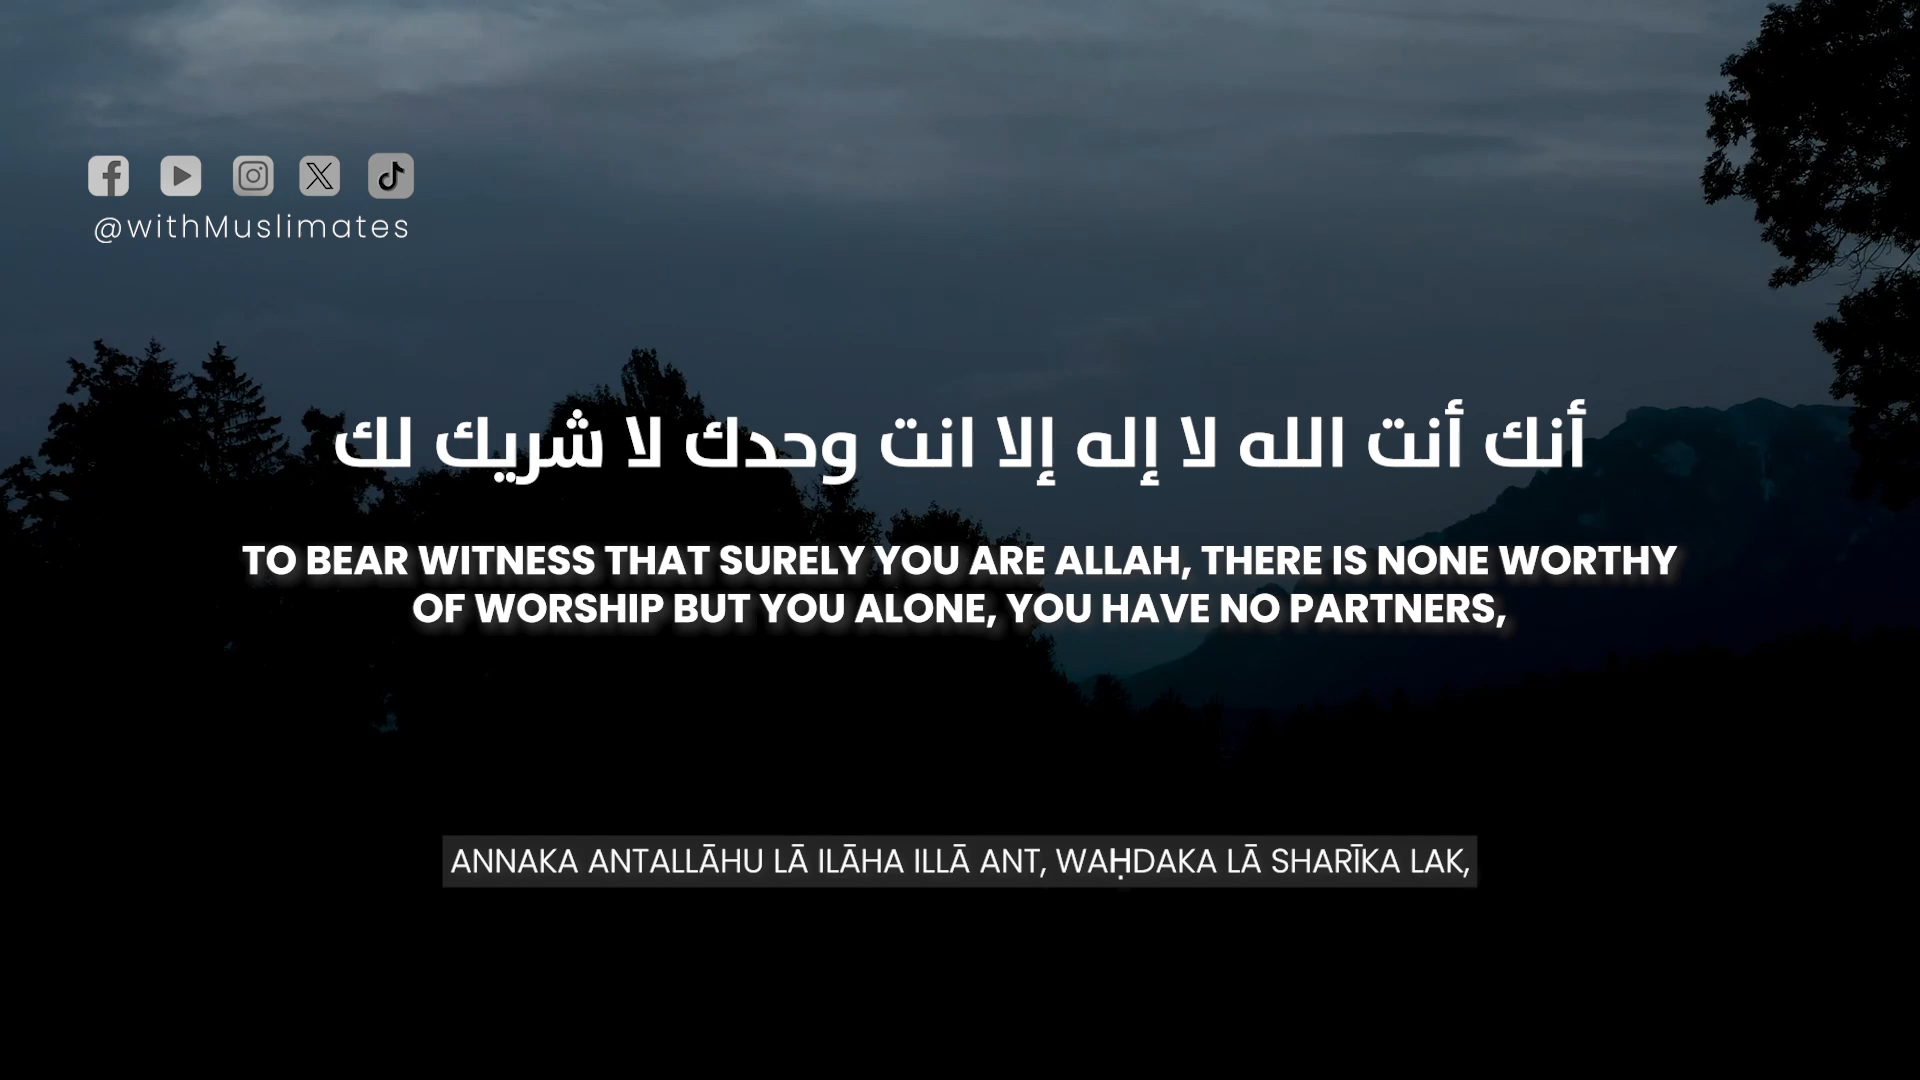 @withMuslimates
أنك أنت الله لا إله إلا انت وحدك لا شريك لك
TO BEAR WITNESS THAT SURELY YOU ARE ALLAH, THERE IS NONE WORTHY
OF WORSHIP BUT YOU ALONE, YOU HAVE NO PARTNERS,
ANNAKA ANTALLĀHU LĀ ILĀHA ILLĀ ANT, WAḤDAKA LĀ SHARĪKA LAK,